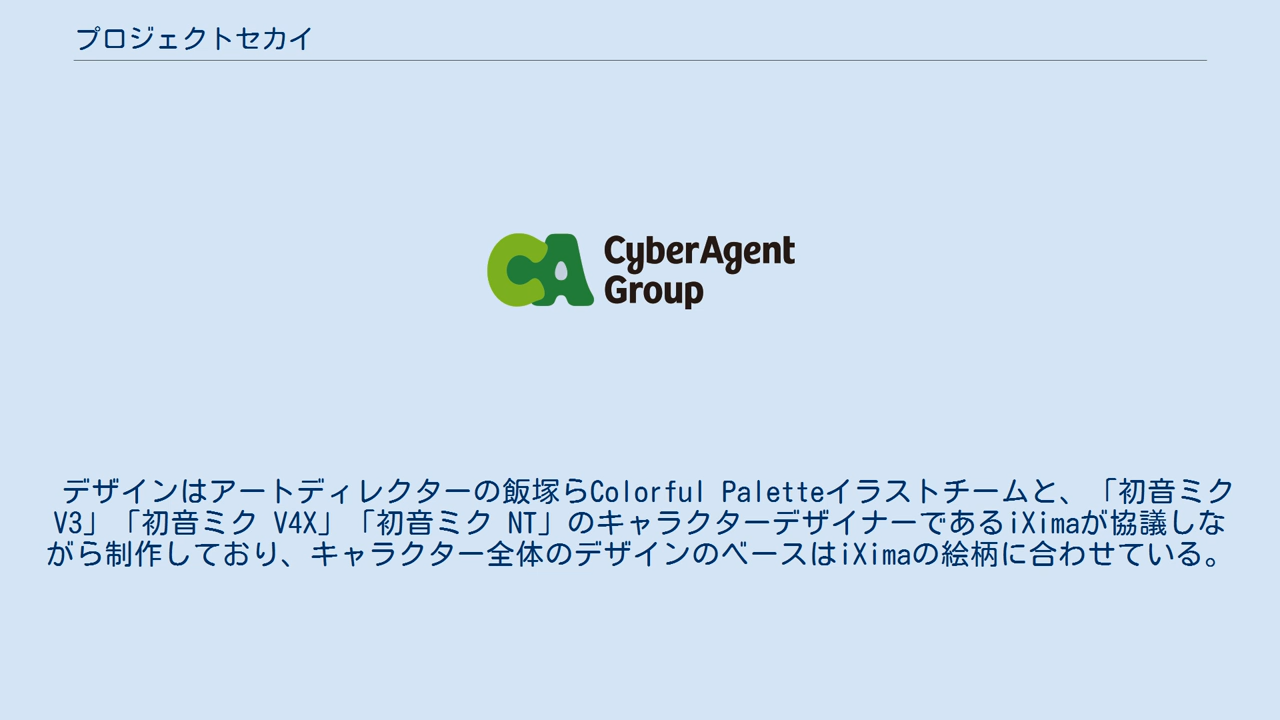 プロジェクトセカイ
CA CyberAgent
Group
デザインはアートディレクターの飯塚らColorful Paletteイラストチームと、「初音ミク
V3」「初音ミク V4X」「初音ミク NT」のキャラクターデザイナーであるiXimaが協議しな
がら制作しており、キャラクター全体のデザインのベースはiXimaの絵柄に合わせている。